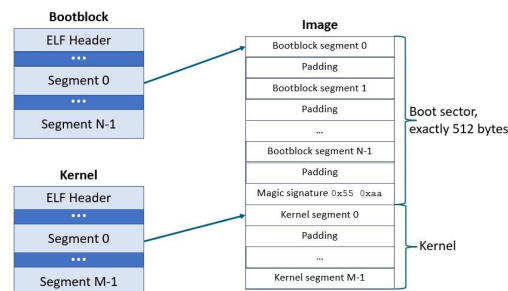 Bootblock
ELF Header
...
Segment 0
...
Segment N-1
Kernel
ELF Header
...
Segment 0
...
Segment M-1
Image
Bootblock segment 0
Padding
Bootblock segment 1
Padding
...
Bootblock segment N-1
Padding
Magic signature 0x55 0xaa
Kernel segment 0
Padding
...
Kernel segment M-1
Boot sector,
exactly 512 bytes
Kernel